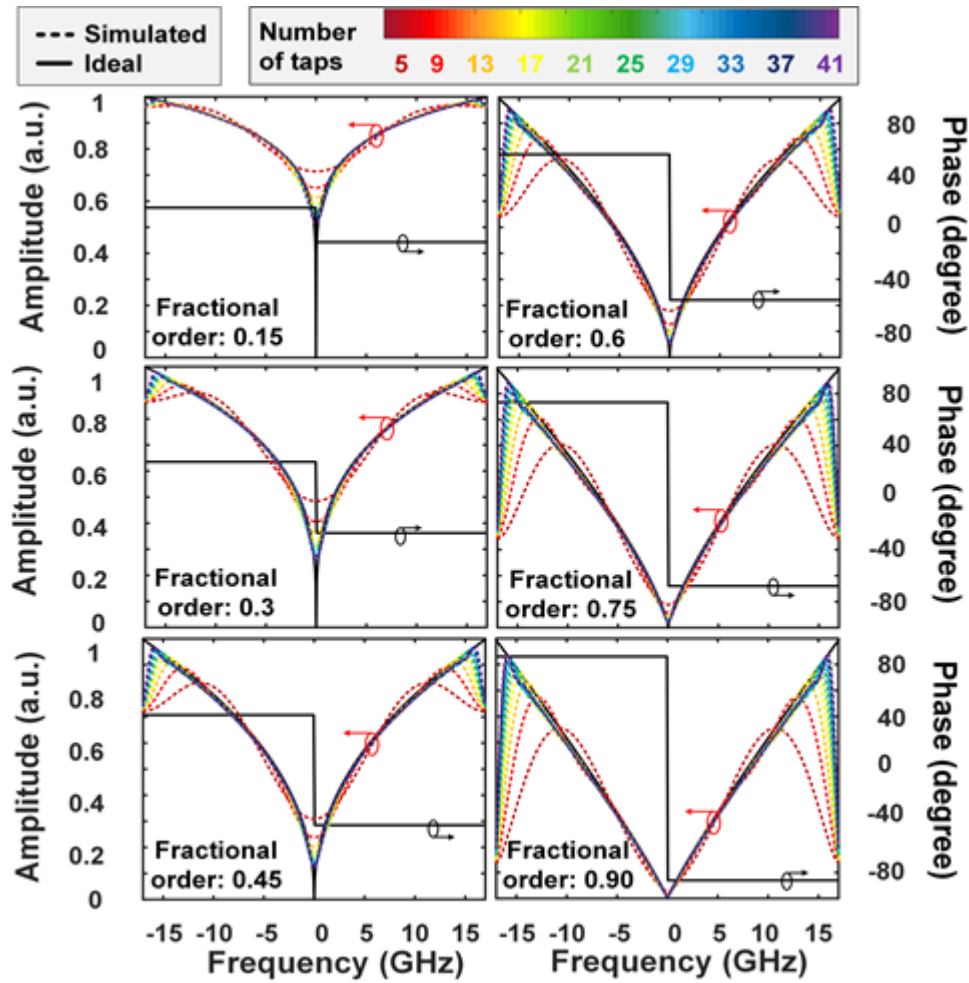 Simulated
Ideal
Number
of taps
5 9 13 17 21 25 29 33 37 41
Amplitude (a.u.)
1
0.8
0.6
0.4
0.2
0
Fractional
order: 0.15
Fractional
order: 0.6
80
40
0
-40
-80
Phase (degree)
Amplitude (a.u.)
1
0.8
0.6
0.4
0.2
0
Fractional
order: 0.3
Fractional
order: 0.75
80
40
0
-40
-80
Phase (degree)
Amplitude (a.u.)
1
0.8
0.6
0.4
0.2
0
Fractional
order: 0.45
Fractional
order: 0.90
80
40
0
-40
-80
Phase (degree)
-15 -10 -5 0 5 10 15
-15 -10 -5 0 5 10 15
Frequency (GHz)
Frequency (GHz)